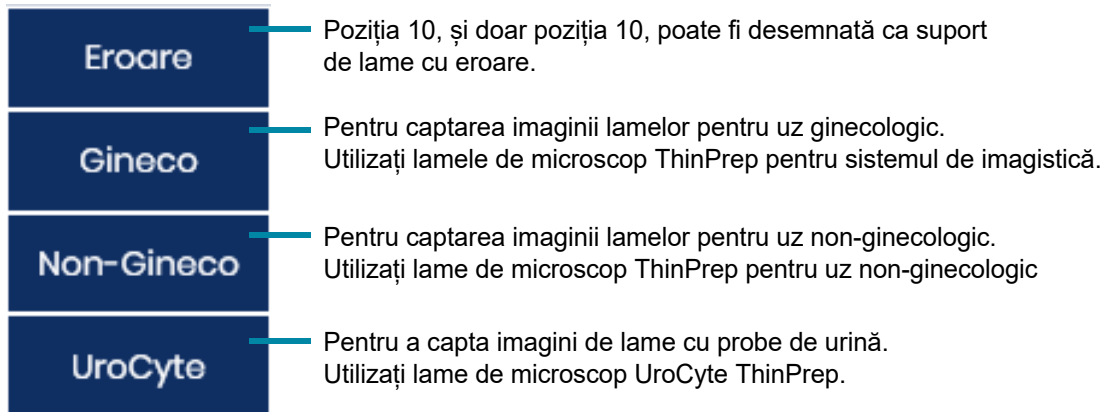 Eroare
Poziția 10, și doar poziția 10, poate fi desemnată ca suport
de lame cu eroare.
Gineco
Pentru captarea imaginii lamelor pentru uz ginecologic.
Utilizați lamele de microscop ThinPrep pentru sistemul de imagistică.
Non-Gineco
Pentru captarea imaginii lamelor pentru uz non-ginecologic.
Utilizați lame de microscop ThinPrep pentru uz non-ginecologic
UroCyte
Pentru a capta imagini de lame cu probe de urină.
Utilizați lame de microscop UroCyte ThinPrep.